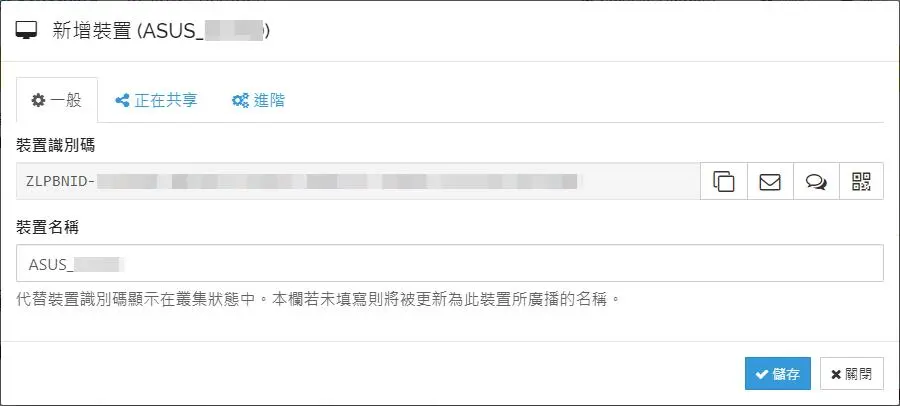 新增裝置 (ASUS_ )
一般 正在共享 進階
裝置識別碼
ZLPBNID-
裝置名稱
ASUS_
代替裝置識別碼顯示在叢集狀態中。本欄若未填寫則將被更新為此裝置所廣播的名稱。
儲存 關閉